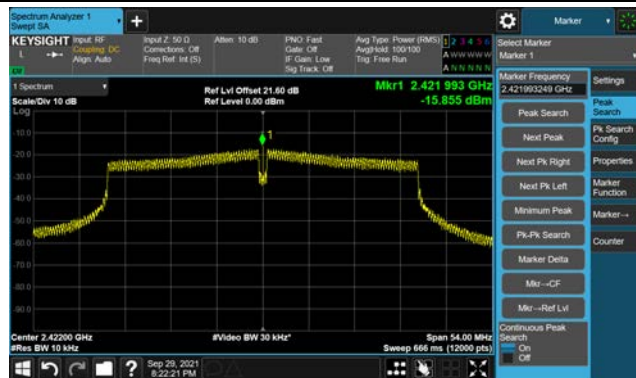 Spectrum Analyzer 1
Swept SA
+
Marker
KEYSIGHT
Input: RF
Coupling: DC
Align: Auto
Input Z: 50 Ω
Corrections: Off
Freq Ref: Int (S)
Atten: 10 dB
PNO: Fast
Gate: Off
IF Gain: Low
Sig Track: Off
Avg Type: Power (RMS)
Avg|Hold: 100/100
Trig: Free Run
1 2 3 4 5 6
A W W W W W
A N N N N N
Select Marker
Marker 1
1 Spectrum
Scale/Div 10 dB
Log
Ref Lvl Offset 21.60 dB
Ref Level 0.00 dBm
Mkr1 2.421 993 GHz
-15.855 dBm
1
-10.0
-20.0
-30.0
-40.0
-50.0
-60.0
-70.0
-80.0
-90.0
Center 2.42200 GHz
#Res BW 10 kHz
#Video BW 30 kHz*
Span 54.00 MHz
Sweep 666 ms (12000 pts)
Marker Frequency
2.421993249 GHz
Peak Search
Next Peak
Next Pk Right
Next Pk Left
Minimum Peak
Pk-Pk Search
Marker Delta
Mkr→CF
Mkr→Ref Lvl
Continuous Peak
Search
On
Off
Settings
Peak
Search
Pk Search
Config
Properties
Marker
Function
Marker→
Counter
?
Sep 29, 2021
8:22:21 PM